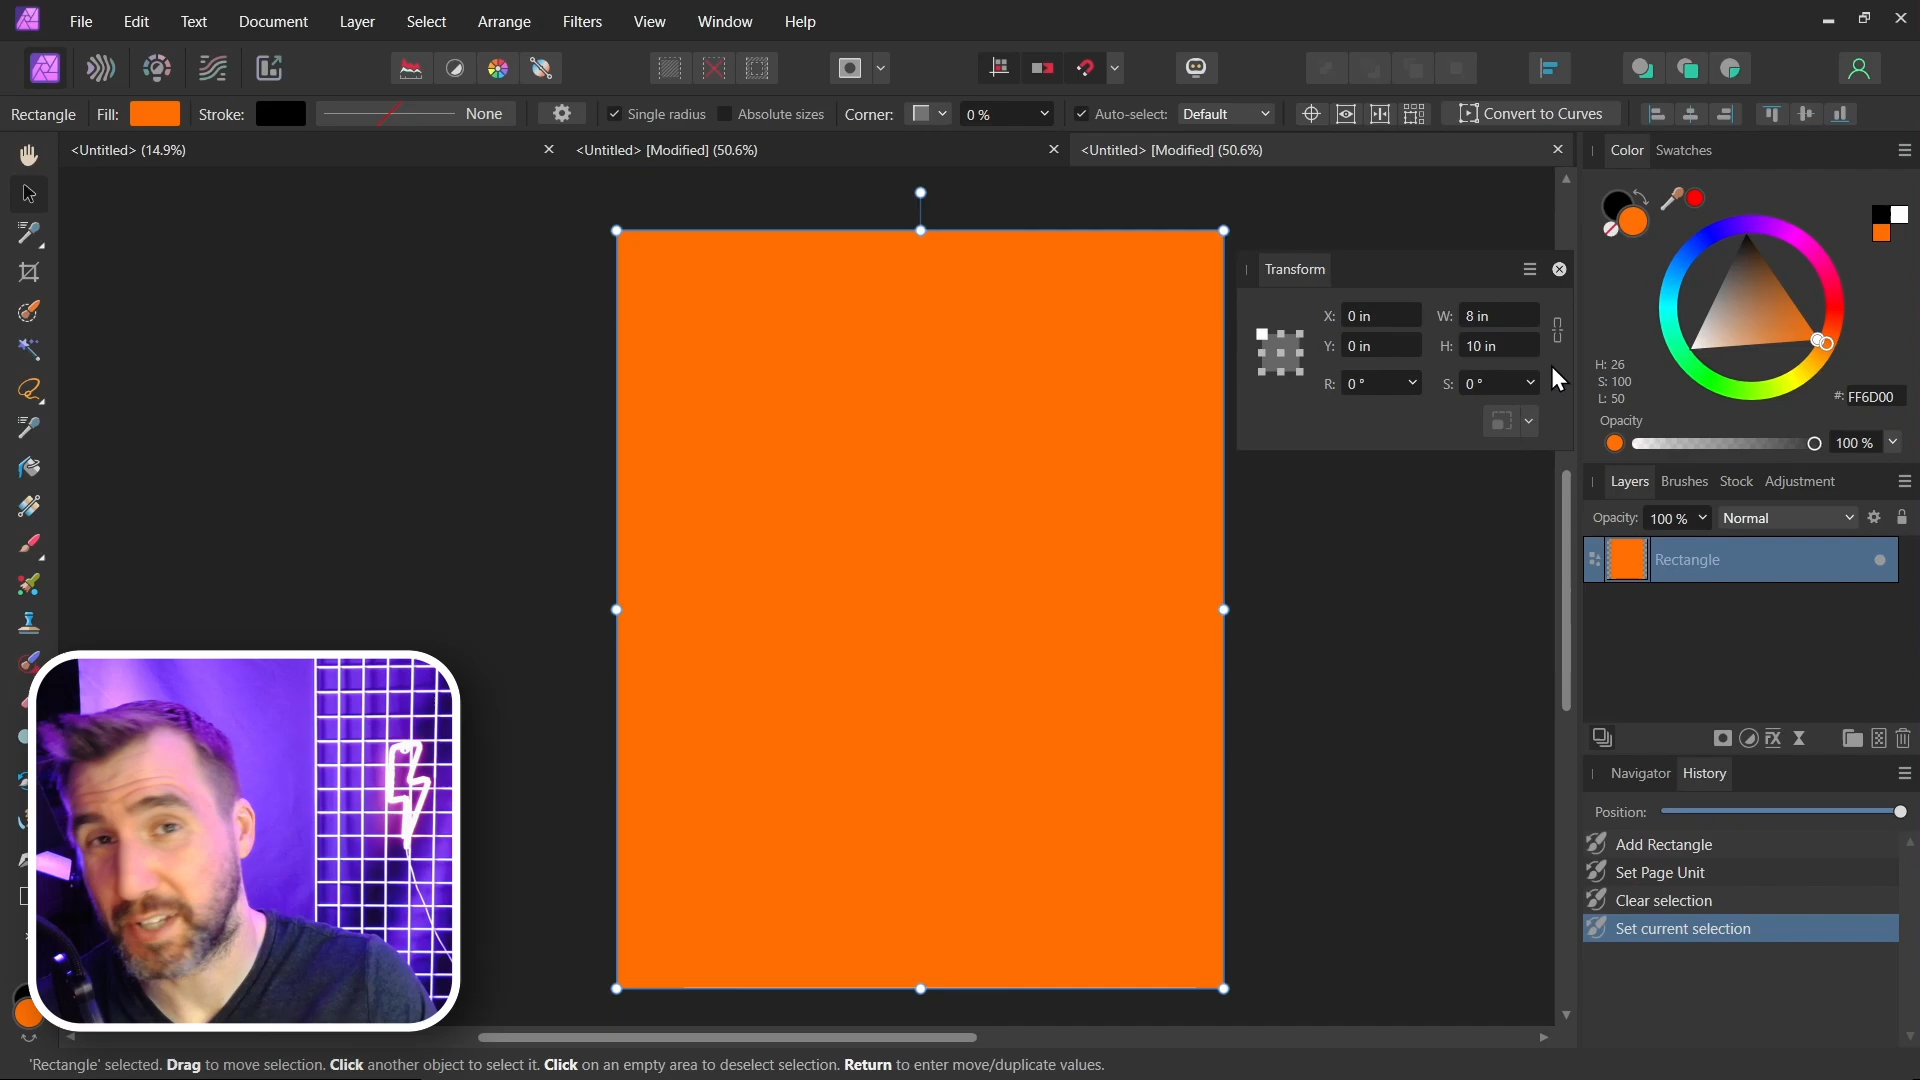 File Edit Text Document Layer Select Arrange Filters View Window Help
Rectangle Fill: Stroke: None Single radius Absolute sizes Corner: 0 % Auto-select: Default Convert to Curves
<Untitled> (14.9%) <Untitled> [Modified] (50.6%) <Untitled> [Modified] (50.6%)
Color Swatches
Transform
X: 0 in W: 8 in
Y: 0 in H: 10 in
R: 0 ° S: 0 °
H: 26
S: 100
L: 50
#: FF6D00
Opacity
100 %
Layers Brushes Stock Adjustment
Opacity: 100 % Normal
Rectangle
FX
Navigator History
Position:
Add Rectangle
Set Page Unit
Clear selection
Set current selection
'Rectangle' selected. Drag to move selection. Click another object to select it. Click on an empty area to deselect selection. Return to enter move/duplicate values.